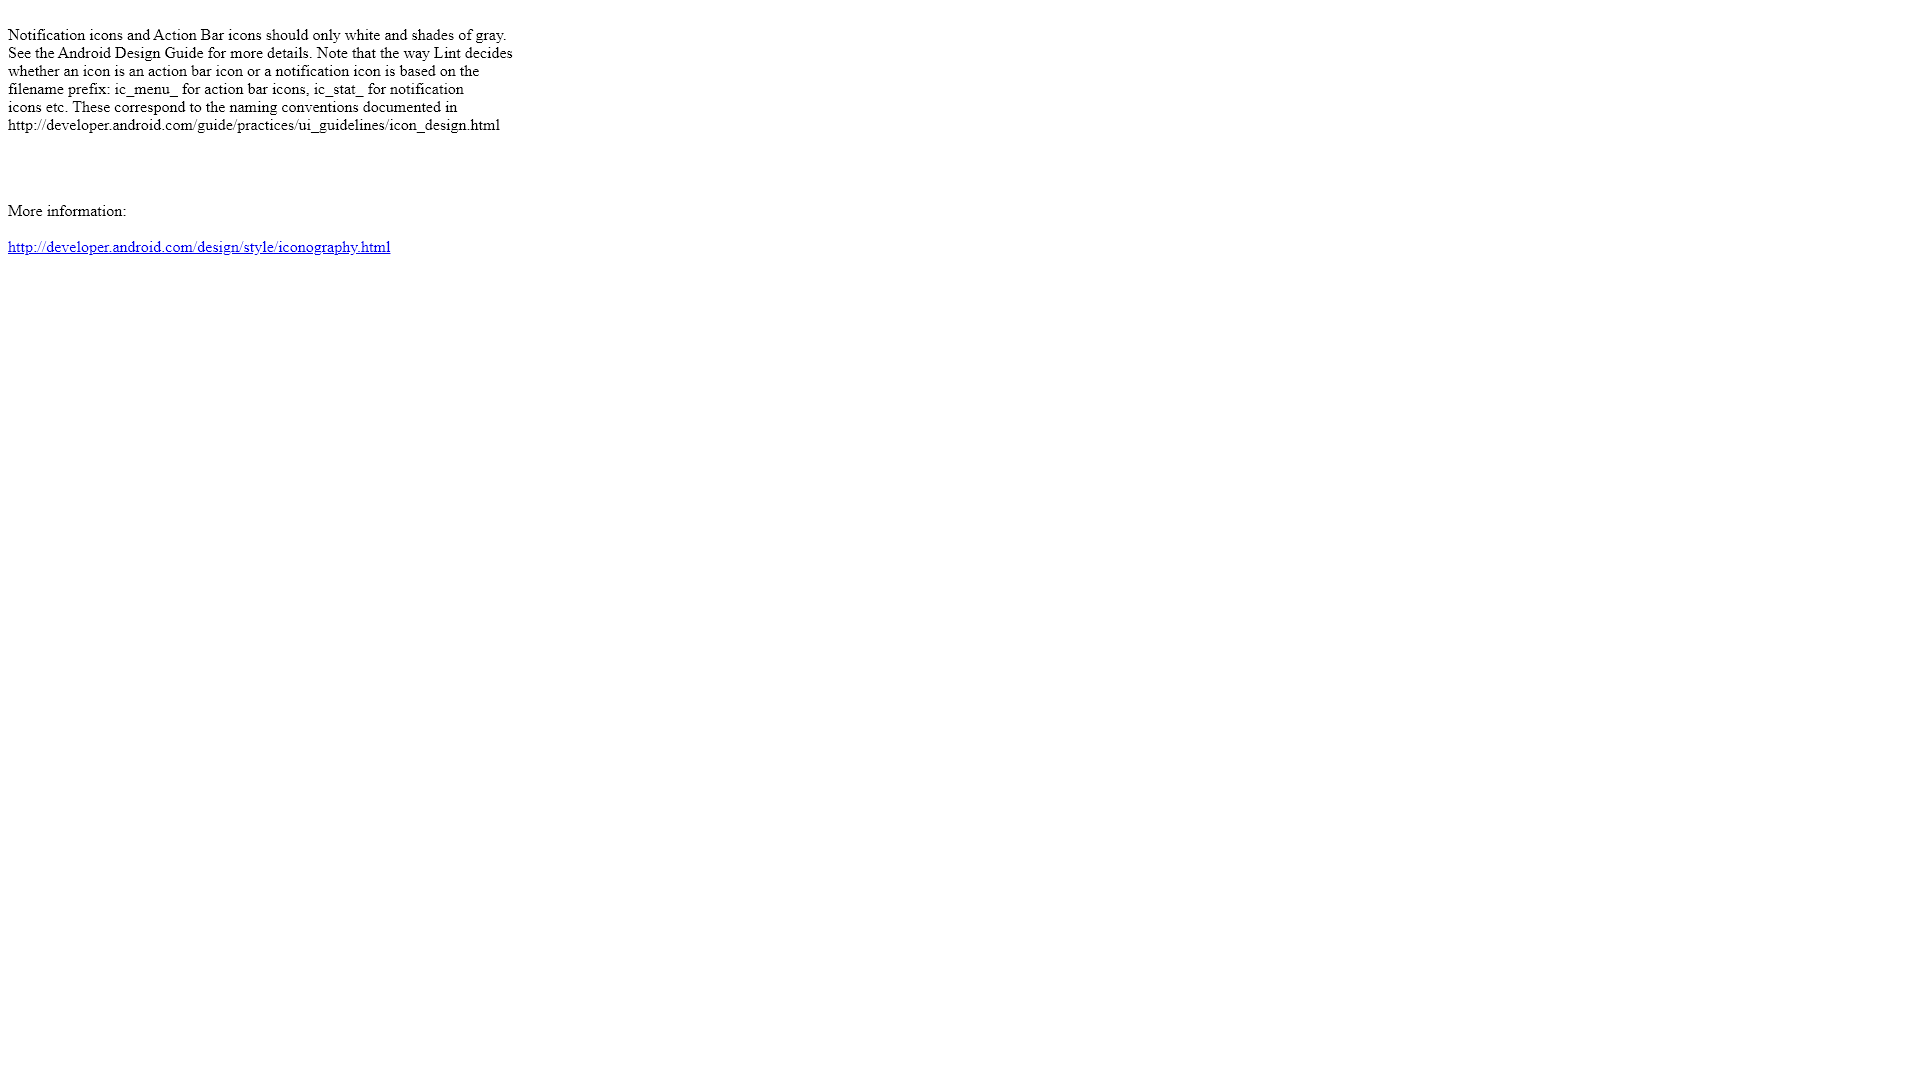 Notification icons and Action Bar icons should only white and shades of gray.
See the Android Design Guide for more details. Note that the way Lint decides
whether an icon is an action bar icon or a notification icon is based on the
filename prefix: ic_menu_ for action bar icons, ic_stat_ for notification
icons etc. These correspond to the naming conventions documented in
http://developer.android.com/guide/practices/ui_guidelines/icon_design.html
More information:
http://developer.android.com/design/style/iconography.html